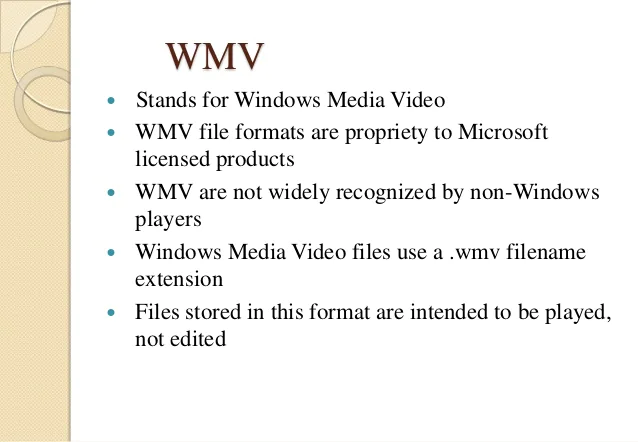 WMV
Stands for Windows Media Video
WMV file formats are propriety to Microsoft
licensed products
WMV are not widely recognized by non-Windows
players
Windows Media Video files use a .wmv filename
extension
Files stored in this format are intended to be played,
not edited